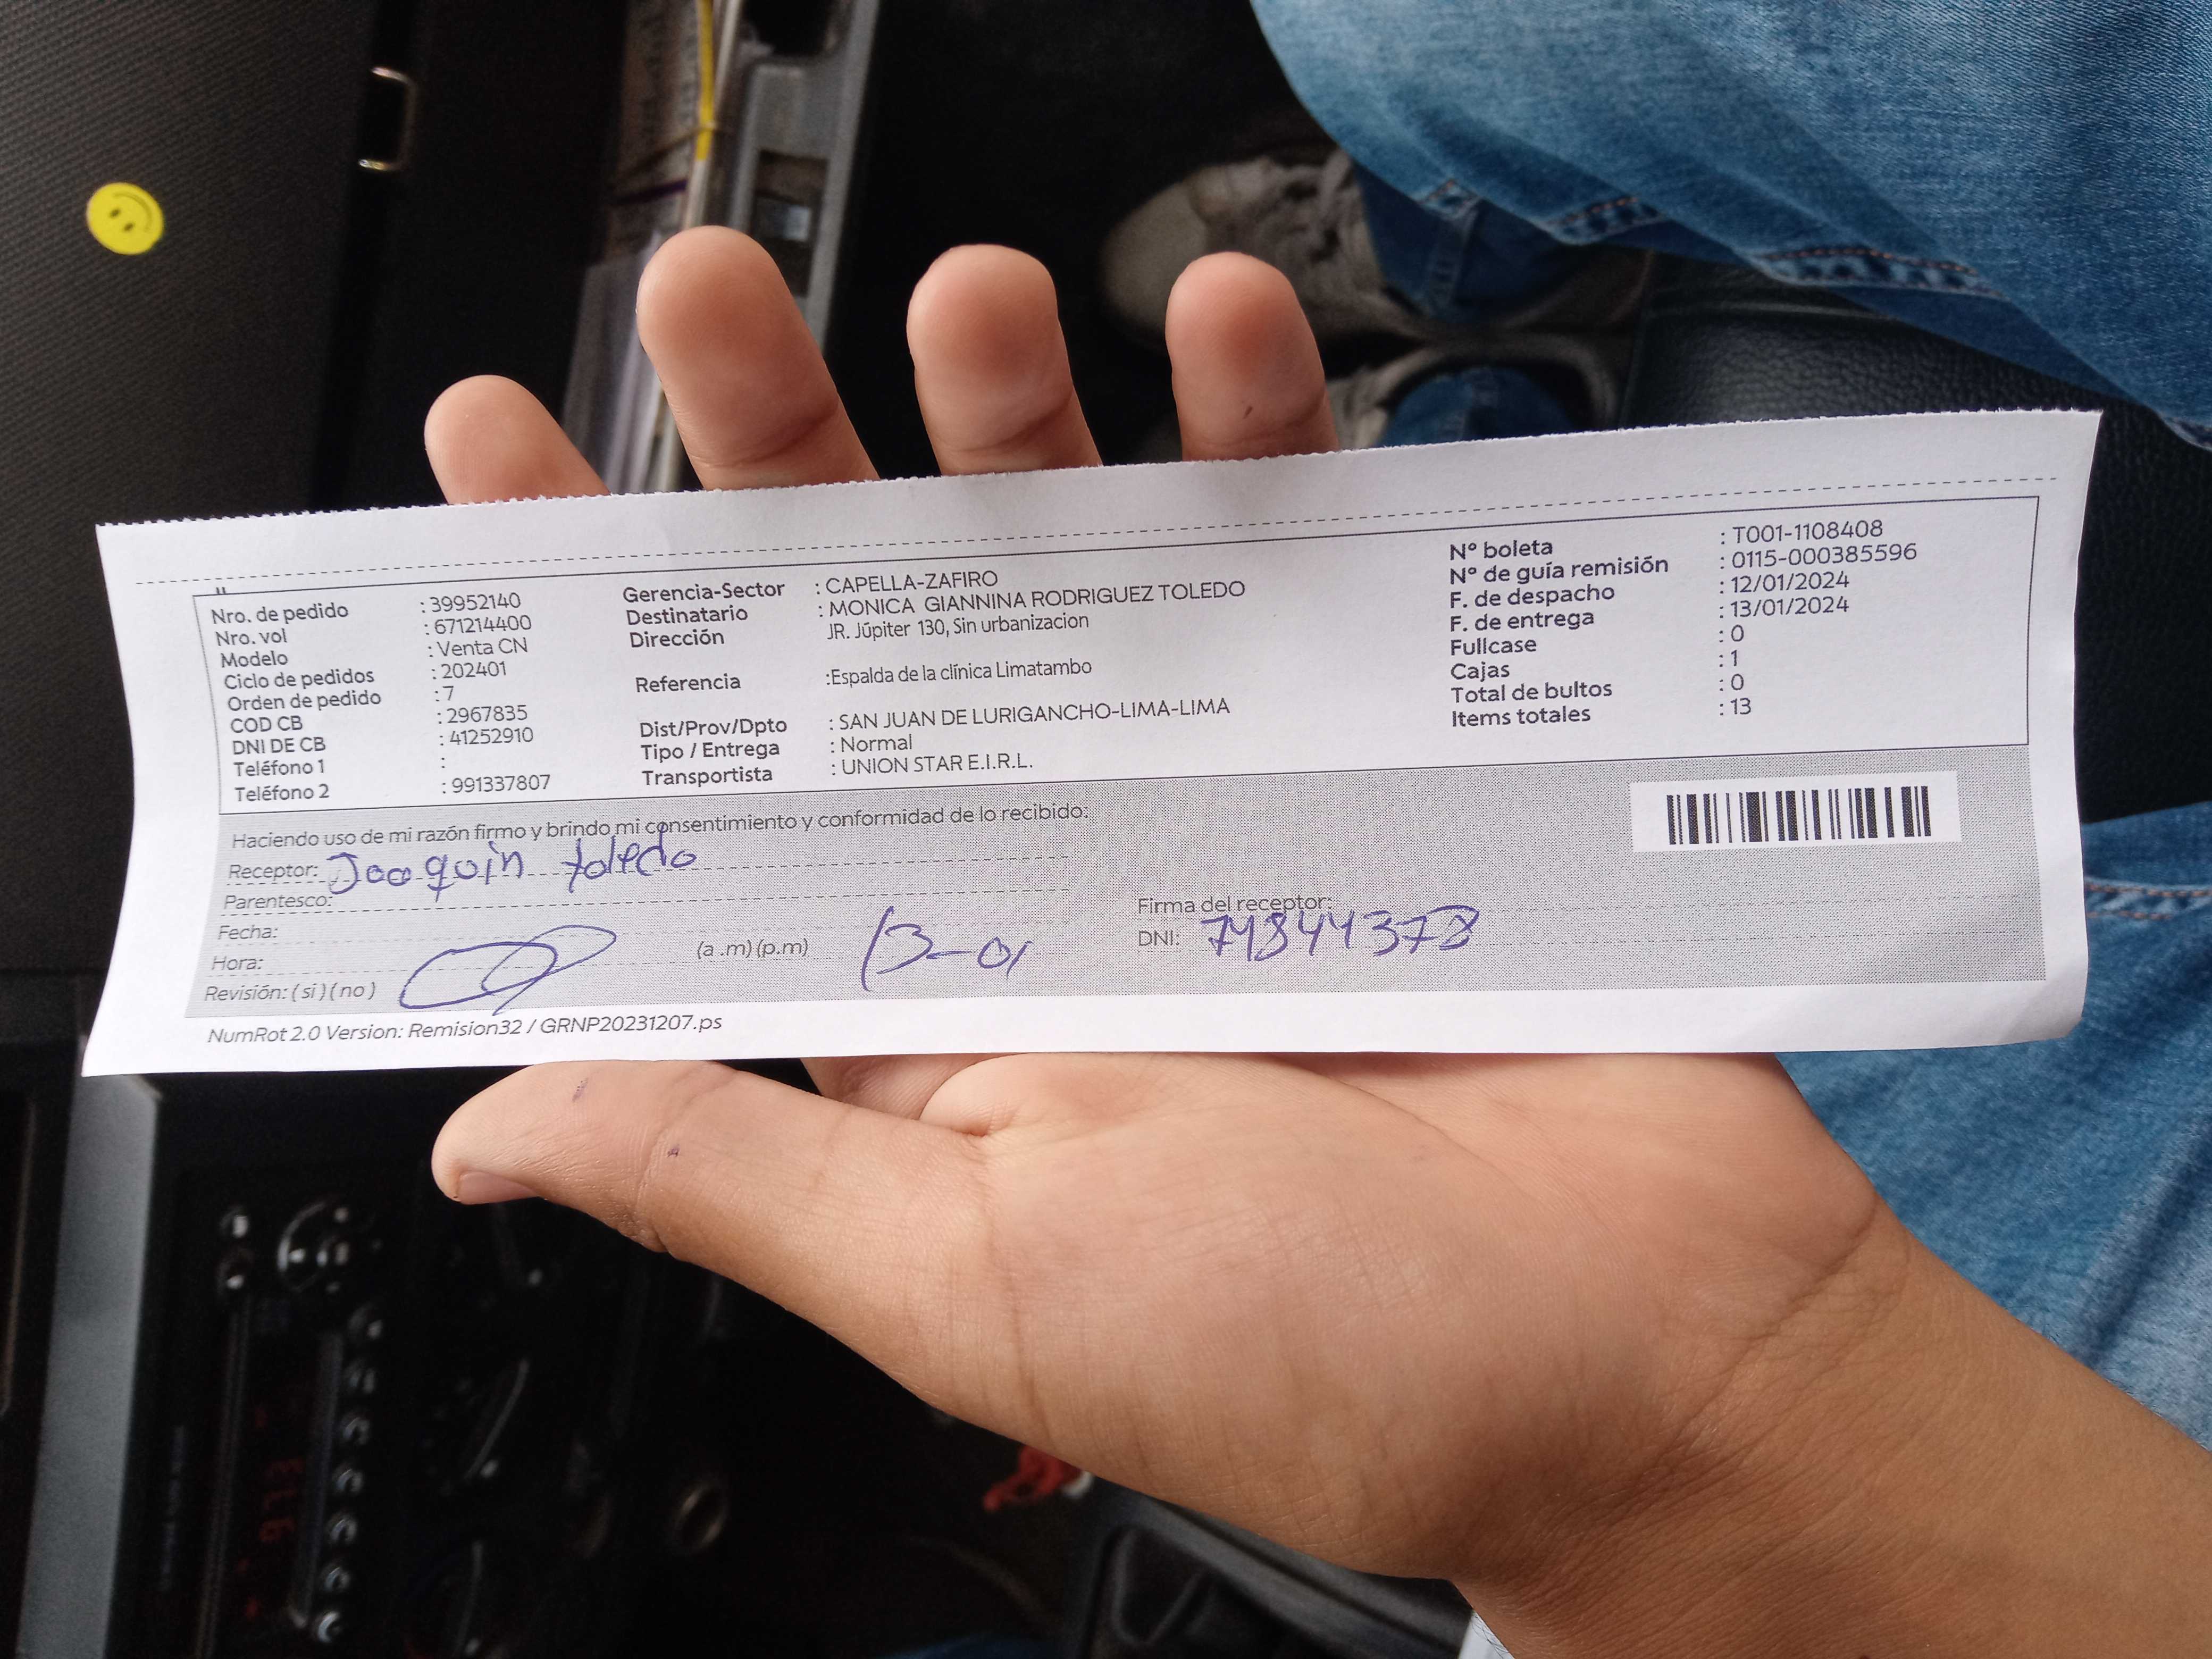 Nro. de pedido : 39952140
Nro. vol : 671214400
Modelo : Venta CN
Ciclo de pedidos : 202401
Orden de pedido : 7
COD CB : 2967835
DNI DE CB : 41252910
Teléfono 1 :
Teléfono 2 : 991337807
Gerencia-Sector : CAPELLA-ZAFIRO
Destinatario : MONICA GIANNINA RODRIGUEZ TOLEDO
Dirección JR. Júpiter 130, Sin urbanizacion
Referencia :Espalda de la clínica Limatambo
Dist/Prov/Dpto : SAN JUAN DE LURIGANCHO-LIMA-LIMA
Tipo / Entrega : Normal
Transportista : UNION STAR E.I.R.L.
Nº boleta : T001-1108408
Nº de guía remisión : 0115-000385596
F. de despacho : 12/01/2024
F. de entrega : 13/01/2024
Fullcase : 0
Cajas : 1
Total de bultos : 0
Items totales : 13
Haciendo uso de mi razón firmo y brindo mi consentimiento y conformidad de lo recibido:
Receptor: Joaquin toledo
Parentesco:
Fecha:
Hora: (a .m) (p.m) 13-01
Revisión: ( si ) ( no )
Firma del receptor:
DNI: 74844378
NumRot 2.0 Version: Remision32 / GRNP20231207.ps